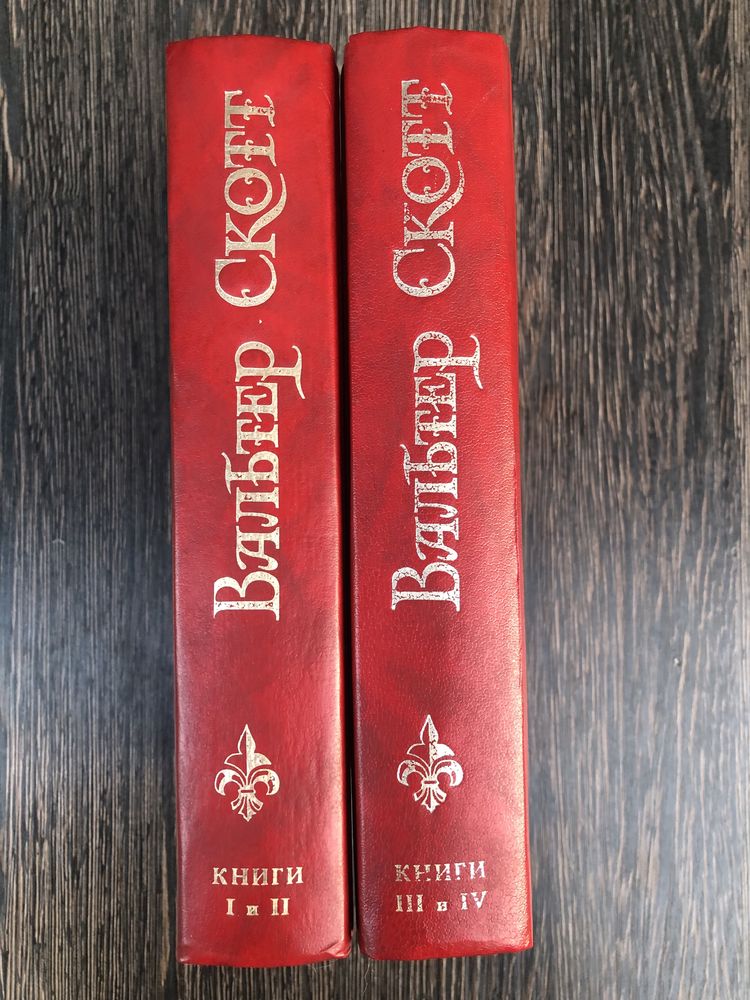 Вальтер Скотт
КНИГИ
I и II
Вальтер Скотт
КНИГИ
III и IV